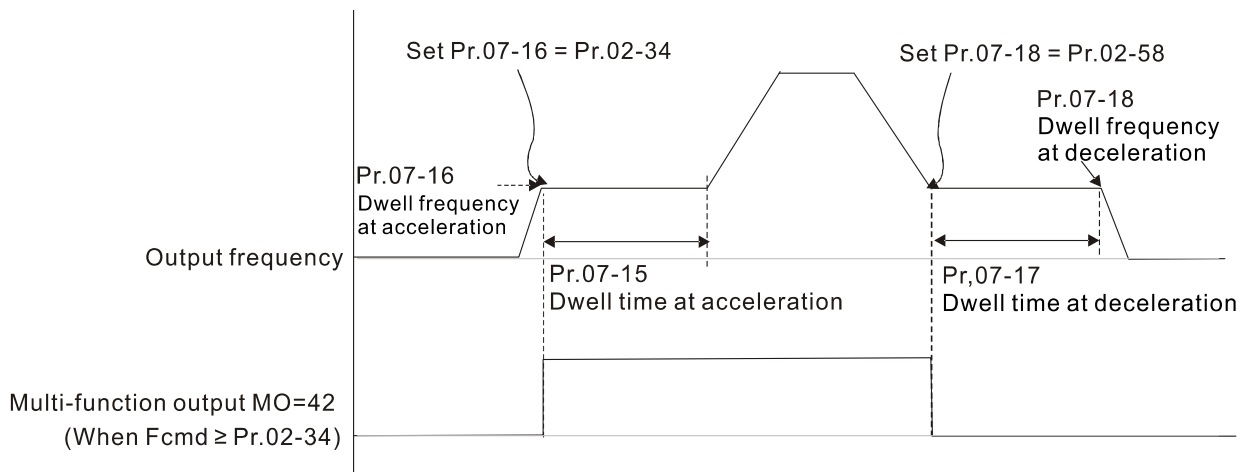 Set Pr.07-16 = Pr.02-34
Set Pr.07-18 = Pr.02-58
Pr.07-18
Dwell frequency
at deceleration
Pr.07-16
Dwell frequency
at acceleration
Output frequency
Pr.07-15
Dwell time at acceleration
Pr,07-17
Dwell time at deceleration
Multi-function output MO=42
(When Fcmd ≥ Pr.02-34)